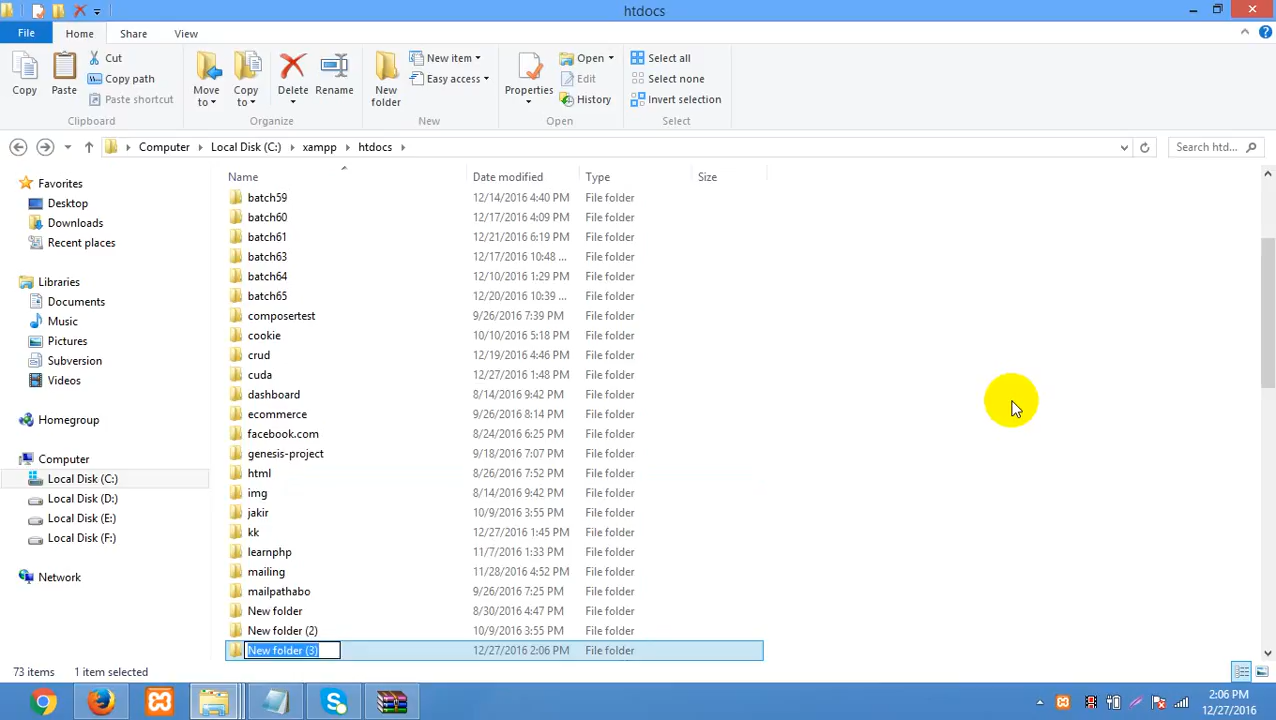 htdocs
File
Home
Share
View
Copy
Paste
Cut
Copy path
Paste shortcut
Clipboard
Move to
Copy to
Delete
Rename
Organize
New folder
New item
Easy access
New
Properties
Open
Edit
History
Open
Select all
Select none
Invert selection
Select
Computer Local Disk (C:) xampp htdocs
Search htd...
Favorites
Desktop
Downloads
Recent places
Libraries
Documents
Music
Pictures
Subversion
Videos
Homegroup
Computer
Local Disk (C:)
Local Disk (D:)
Local Disk (E:)
Local Disk (F:)
Network
Name Date modified Type Size
batch59 12/14/2016 4:40 PM File folder
batch60 12/17/2016 4:09 PM File folder
batch61 12/21/2016 6:19 PM File folder
batch63 12/17/2016 10:48 ... File folder
batch64 12/10/2016 1:29 PM File folder
batch65 12/20/2016 10:39 ... File folder
composertest 9/26/2016 7:39 PM File folder
cookie 10/10/2016 5:18 PM File folder
crud 12/19/2016 4:46 PM File folder
cuda 12/27/2016 1:48 PM File folder
dashboard 8/14/2016 9:42 PM File folder
ecommerce 9/26/2016 8:14 PM File folder
facebook.com 8/24/2016 6:25 PM File folder
genesis-project 9/18/2016 7:07 PM File folder
html 8/26/2016 7:52 PM File folder
img 8/14/2016 9:42 PM File folder
jakir 10/9/2016 3:55 PM File folder
kk 12/27/2016 1:45 PM File folder
learnphp 11/7/2016 1:33 PM File folder
mailing 11/28/2016 4:52 PM File folder
mailpathabo 9/26/2016 7:25 PM File folder
New folder 8/30/2016 4:47 PM File folder
New folder (2) 10/9/2016 3:55 PM File folder
New folder (3) 12/27/2016 2:06 PM File folder
73 items 1 item selected
2:06 PM
12/27/2016